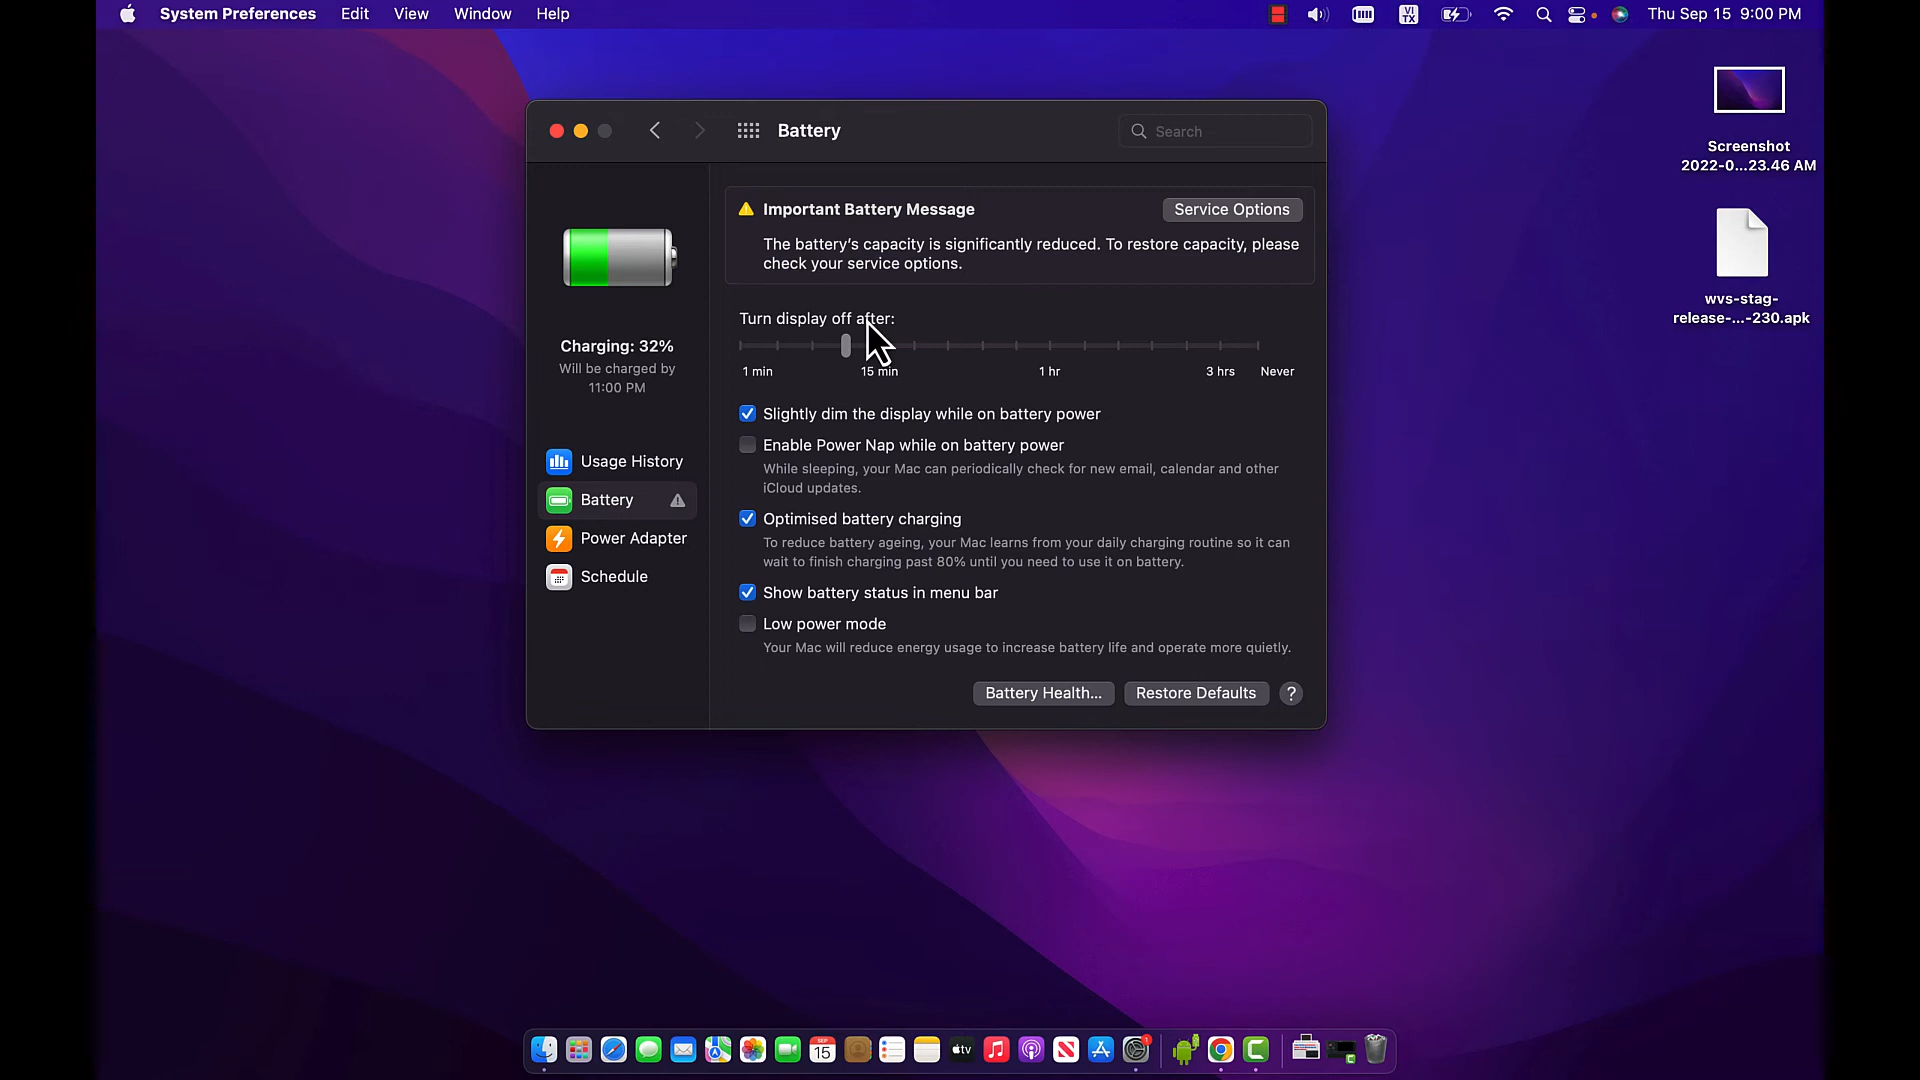 System Preferences Edit View Window Help
VI
TX
Thu Sep 15 9:00 PM
Screenshot
2022-0...23.46 AM
wvs-stag-
release-...-230.apk
Battery
Search
Important Battery Message
Service Options
The battery's capacity is significantly reduced. To restore capacity, please
check your service options.
Charging: 32%
Will be charged by
11:00 PM
Usage History
Battery
Power Adapter
Schedule
Turn display off after:
1 min 15 min 1 hr 3 hrs Never
Slightly dim the display while on battery power
Enable Power Nap while on battery power
While sleeping, your Mac can periodically check for new email, calendar and other
iCloud updates.
Optimised battery charging
To reduce battery ageing, your Mac learns from your daily charging routine so it can
wait to finish charging past 80% until you need to use it on battery.
Show battery status in menu bar
Low power mode
Your Mac will reduce energy usage to increase battery life and operate more quietly.
Battery Health... Restore Defaults ?
SEP
15
tv
1